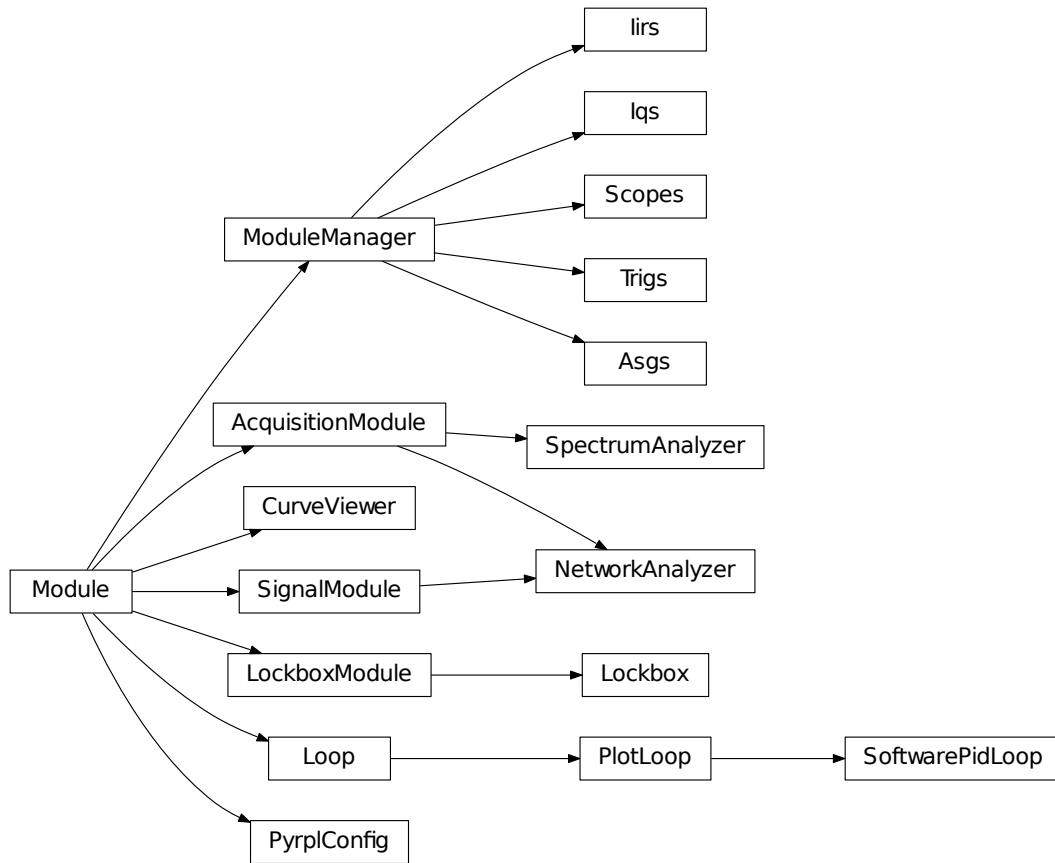 Iirs
Iqs
Scopes
ModuleManager
Trigs
Asgs
AcquisitionModule
SpectrumAnalyzer
CurveViewer
NetworkAnalyzer
Module
SignalModule
LockboxModule
Lockbox
Loop
PlotLoop
SoftwarePidLoop
PyrplConfig